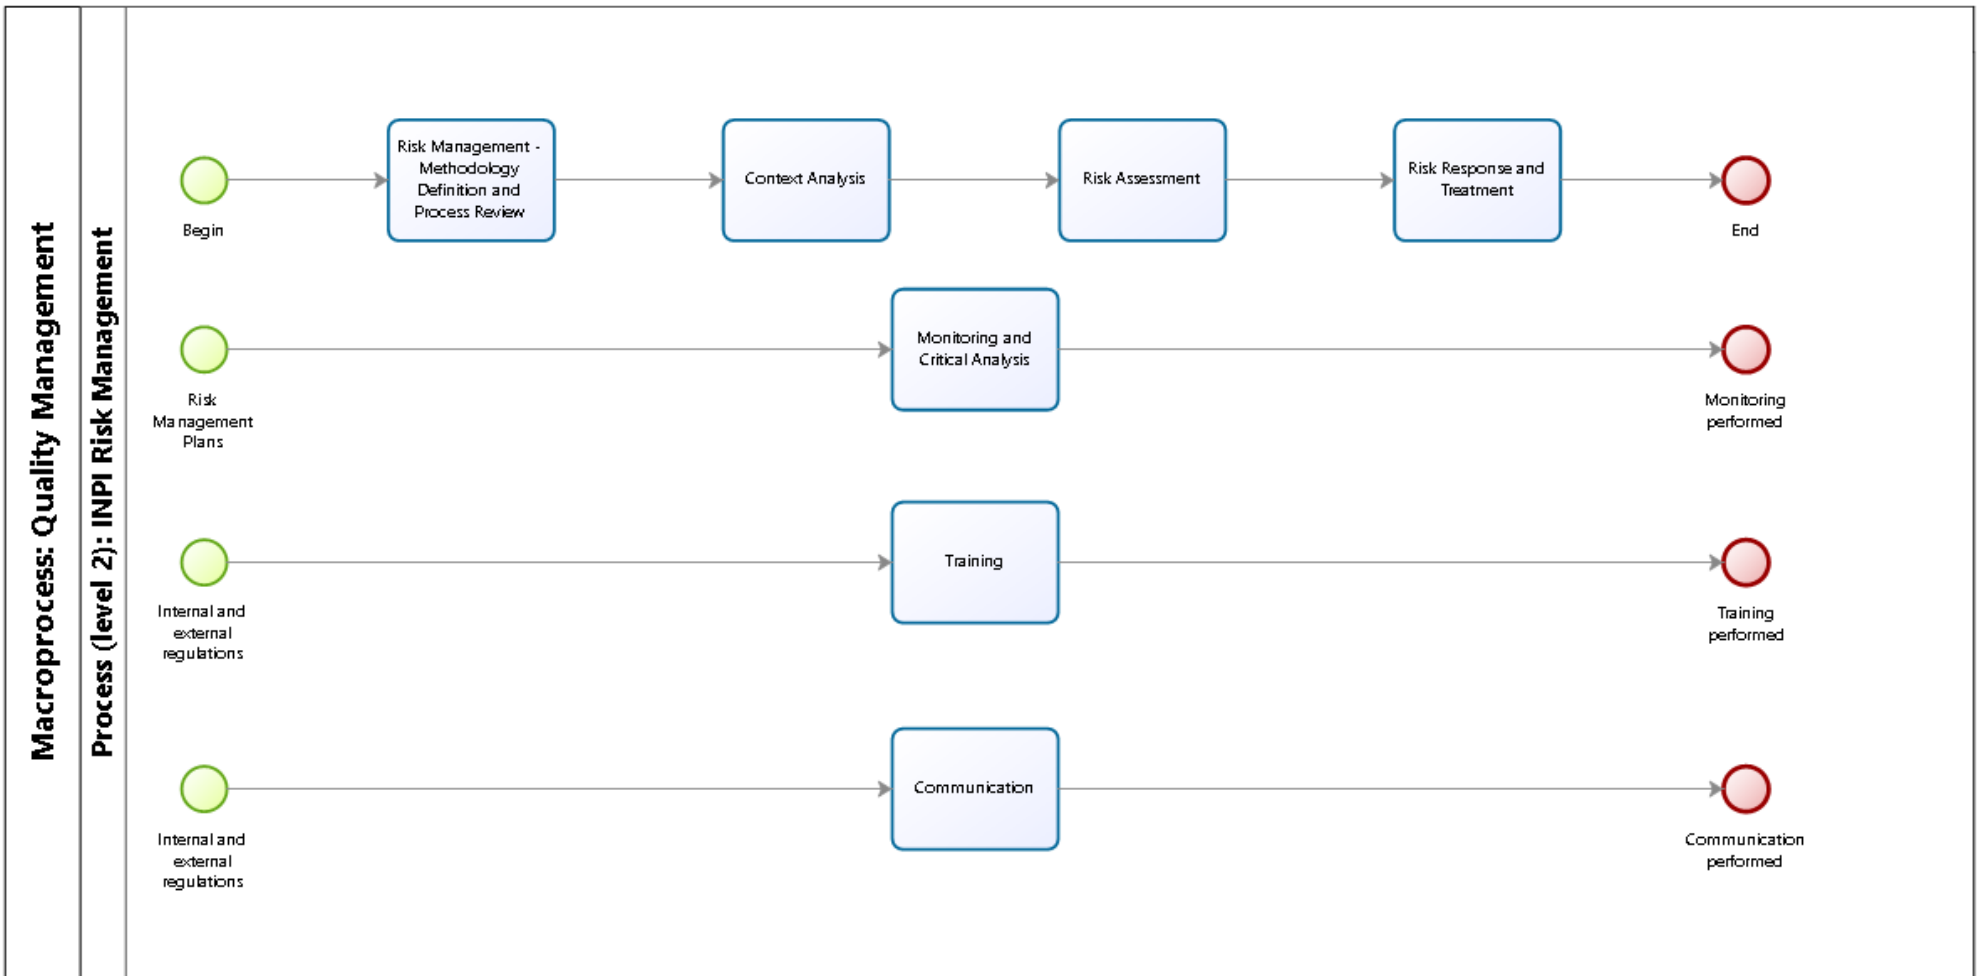 Macroprocess: Quality Management
Process (level 2): INPI Risk Management
Begin
Risk Management -
Methodology
Definition and
Process Review
Context Analysis
Risk Assessment
Risk Response and
Treatment
End
Risk
Management
Plans
Monitoring and
Critical Analysis
Monitoring
performed
Internal and
external
regulations
Training
Training
performed
Internal and
external
regulations
Communication
Communication
performed